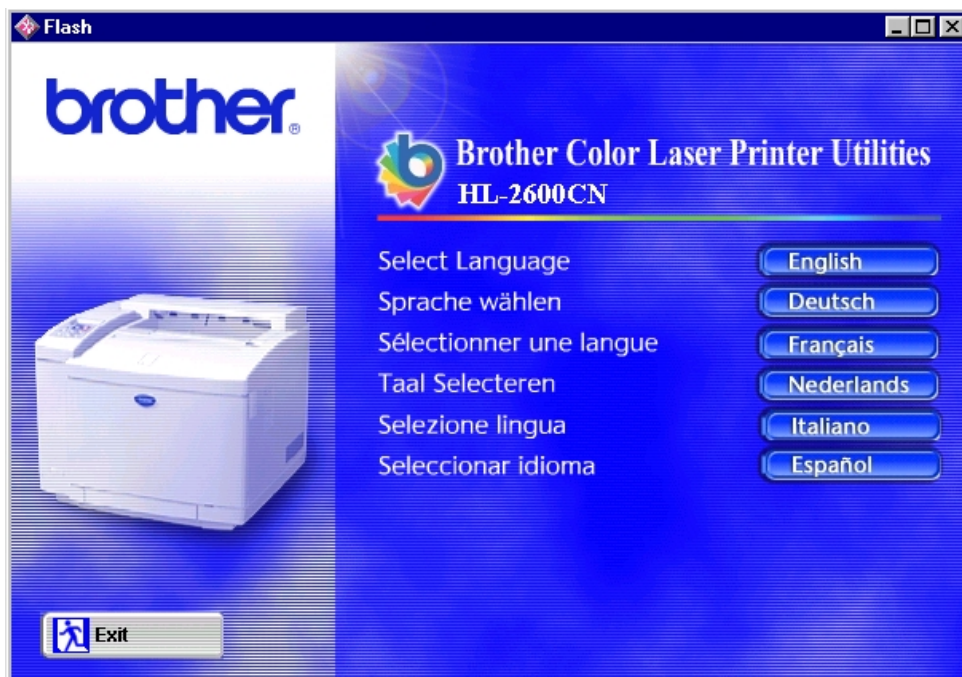 Flash
brother®
Brother Color Laser Printer Utilities
HL-2600CN
Select Language
English
Sprache wählen
Deutsch
Sélectionner une langue
Français
Taal Selecteren
Nederlands
Selezione lingua
Italiano
Seleccionar idioma
Español
Exit